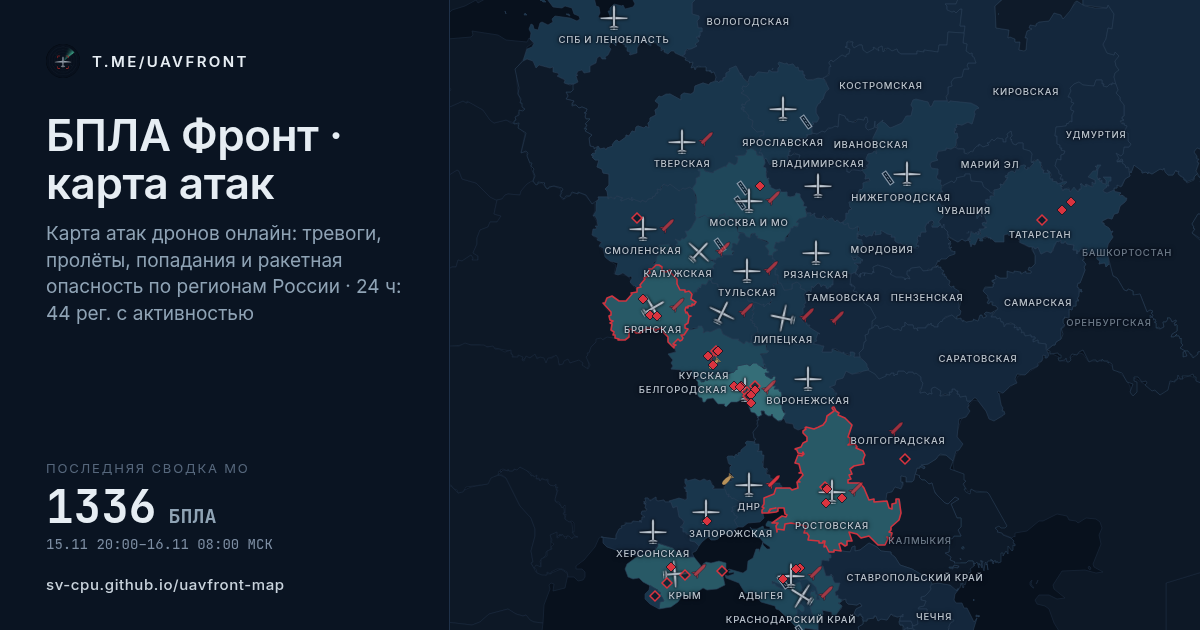 T.ME/UAVFRONT
БПЛА Фронт ·
карта атак
Карта атак дронов онлайн: тревоги,
пролёты, попадания и ракетная
опасность по регионам России · 24 ч:
44 рег. с активностью
ПОСЛЕДНЯЯ СВОДКА МО
1336 БПЛА
15.11 20:00–16.11 08:00 МСК
sv-cpu.github.io/uavfront-map
ВОЛОГОДСКАЯ
СПБ И ЛЕНОБЛАСТЬ
КОСТРОМСКАЯ
КИРОВСКАЯ
УДМУРТИЯ
ЯРОСЛАВСКАЯ
ИВАНОВСКАЯ
ТВЕРСКАЯ
ВЛАДИМИРСКАЯ
МАРИЙ ЭЛ
НИЖЕГОРОДСКАЯ
ЧУВАШИЯ
МОСКВА И МО
ТАТАРСТАН
СМОЛЕНСКАЯ
МОРДОВИЯ
БАШКОРТОСТАН
КАЛУЖСКАЯ
РЯЗАНСКАЯ
ТУЛЬСКАЯ
ТАМБОВСКАЯ
ПЕНЗЕНСКАЯ
САМАРСКАЯ
ОРЕНБУРГСКАЯ
БРЯНСКАЯ
ЛИПЕЦКАЯ
САРАТОВСКАЯ
КУРСКАЯ
БЕЛГОРОДСКАЯ
ВОРОНЕЖСКАЯ
ВОЛГОГРАДСКАЯ
ДНР
РОСТОВСКАЯ
ЗАПОРОЖСКАЯ
КАЛМЫКИЯ
ХЕРСОНСКАЯ
СТАВРОПОЛЬСКИЙ КРАЙ
КРЫМ
АДЫГЕЯ
ЧЕЧНЯ
КРАСНОДАРСКИЙ КРАЙ